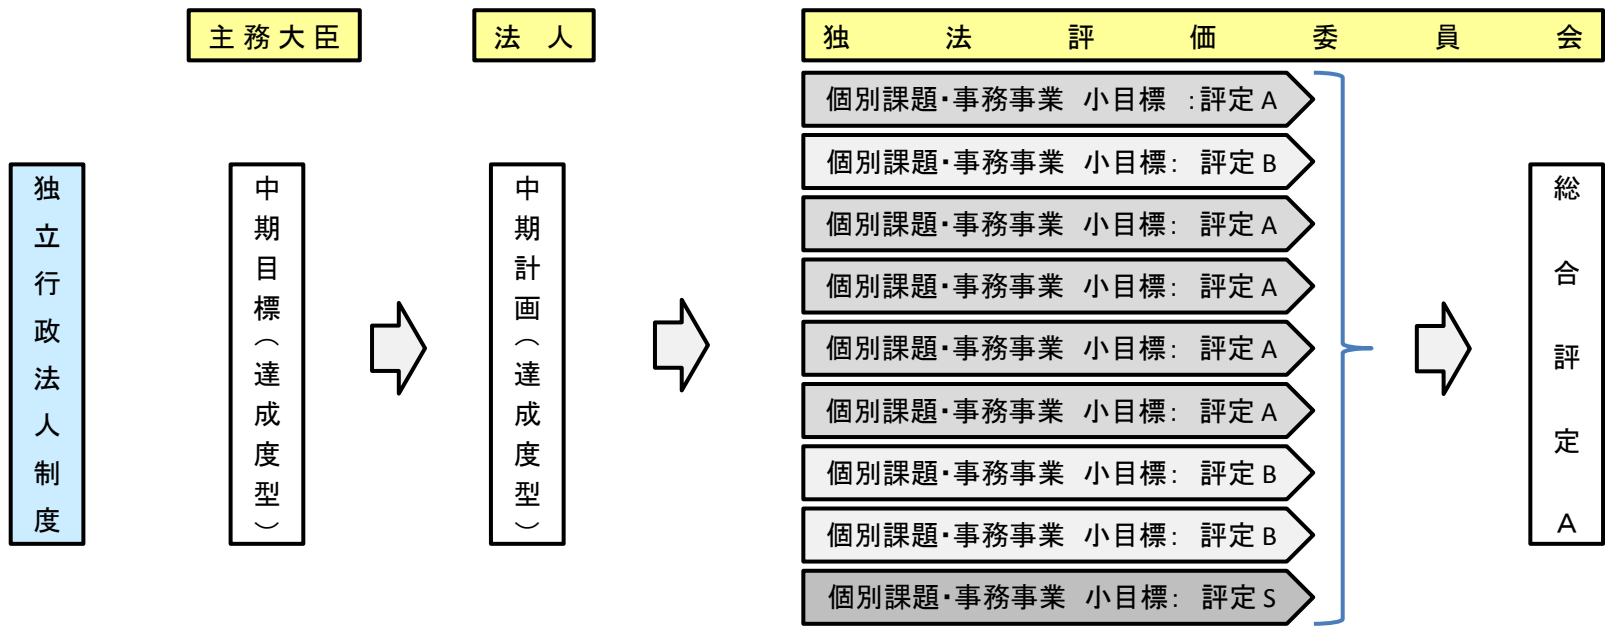 主務大臣
法人
独法評価委員会
個別課題・事務事業 小目標 ：評定 A
個別課題・事務事業 小目標： 評定 B
個別課題・事務事業 小目標： 評定 A
個別課題・事務事業 小目標： 評定 A
個別課題・事務事業 小目標： 評定 A
個別課題・事務事業 小目標： 評定 A
個別課題・事務事業 小目標： 評定 B
個別課題・事務事業 小目標： 評定 B
個別課題・事務事業 小目標： 評定 S
独立行政法人制度
中期目標（達成度型）
中期計画（達成度型）
総合評定A